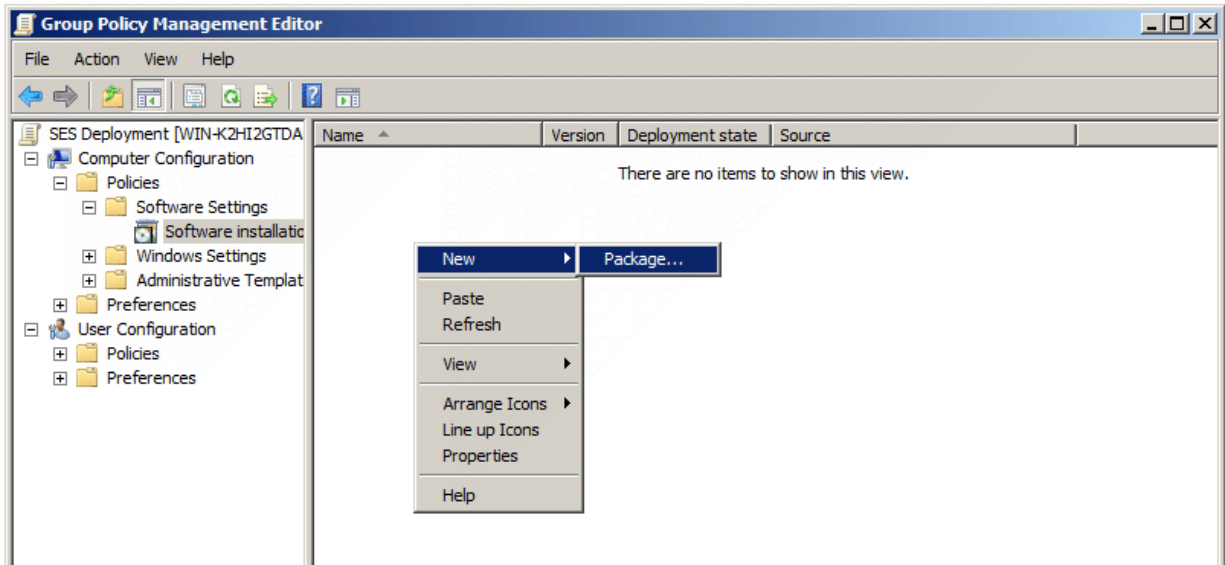 Group Policy Management Editor
File Action View Help
SES Deployment [WIN-K2HI2GTDA
Computer Configuration
Policies
Software Settings
Software installatio
Windows Settings
Administrative Templat
Preferences
User Configuration
Policies
Preferences
Name Version Deployment state Source
There are no items to show in this view.
New
Package...
Paste
Refresh
View
Arrange Icons
Line up Icons
Properties
Help